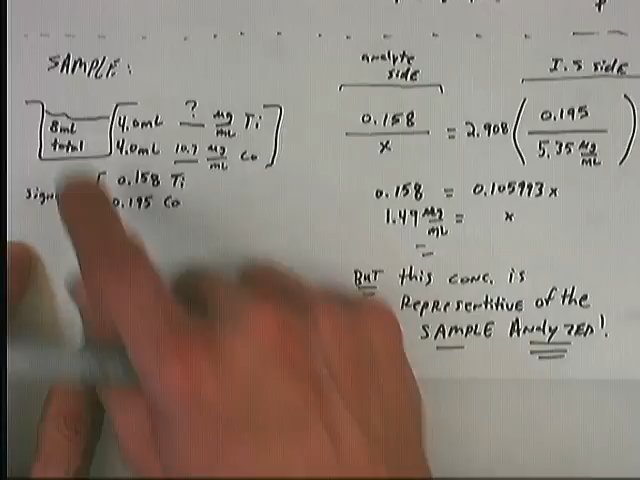 SAMPLE:
8ml
total
4.0mL ? Mg/mL Ti
4.0mL 10.7 Mg/mL Co
0.158 Ti
0.195 Co
analyte
side
I.S side
0.158 / x = 2.908 ( 0.195 / 5.35 Mg/mL )
0.158 = 0.105993 x
1.49 Mg/mL = x
BUT this conc. is
Representitive of the
SAMPLE ANALYZED!